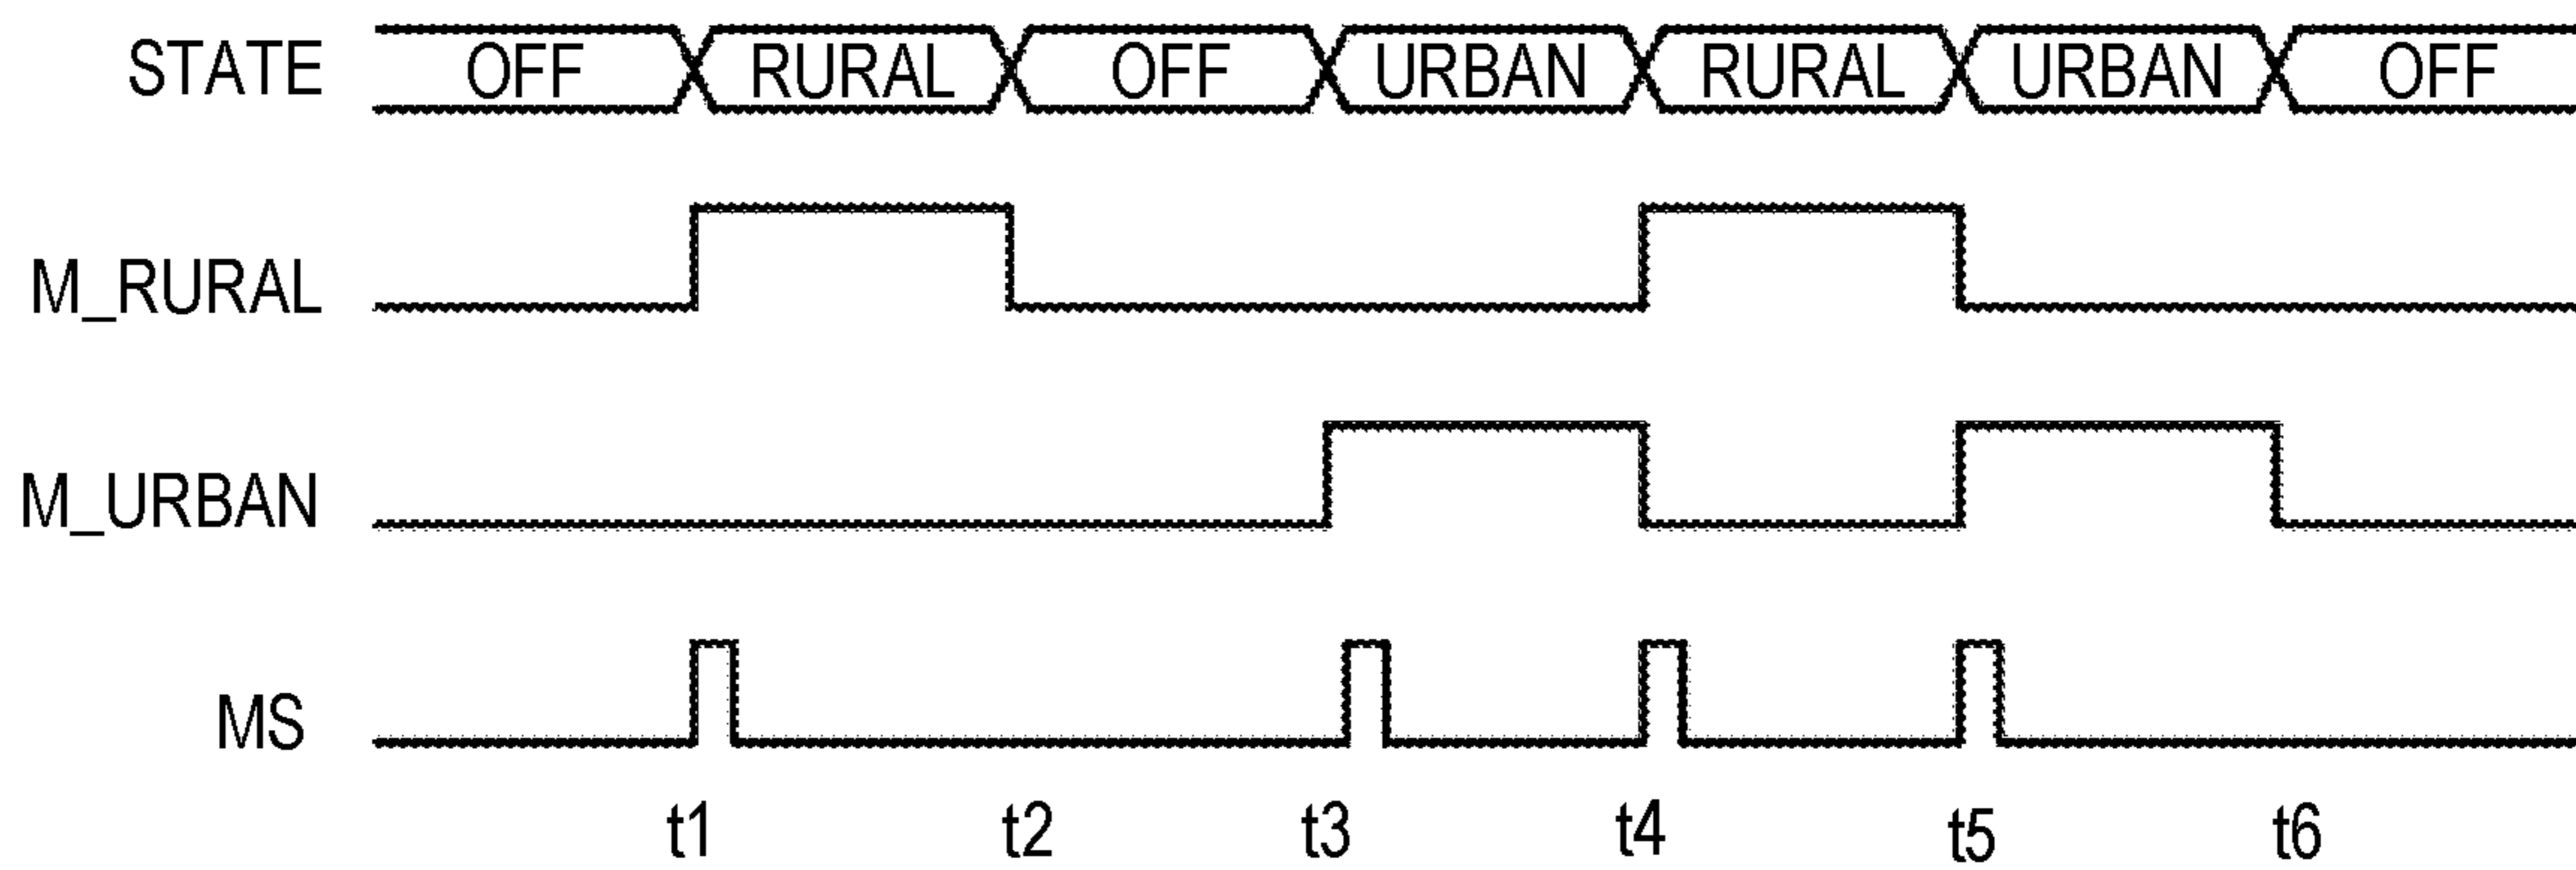 STATE OFF RURAL OFF URBAN RURAL URBAN OFF
M_RURAL
M_URBAN
MS
t1 t2 t3 t4 t5 t6